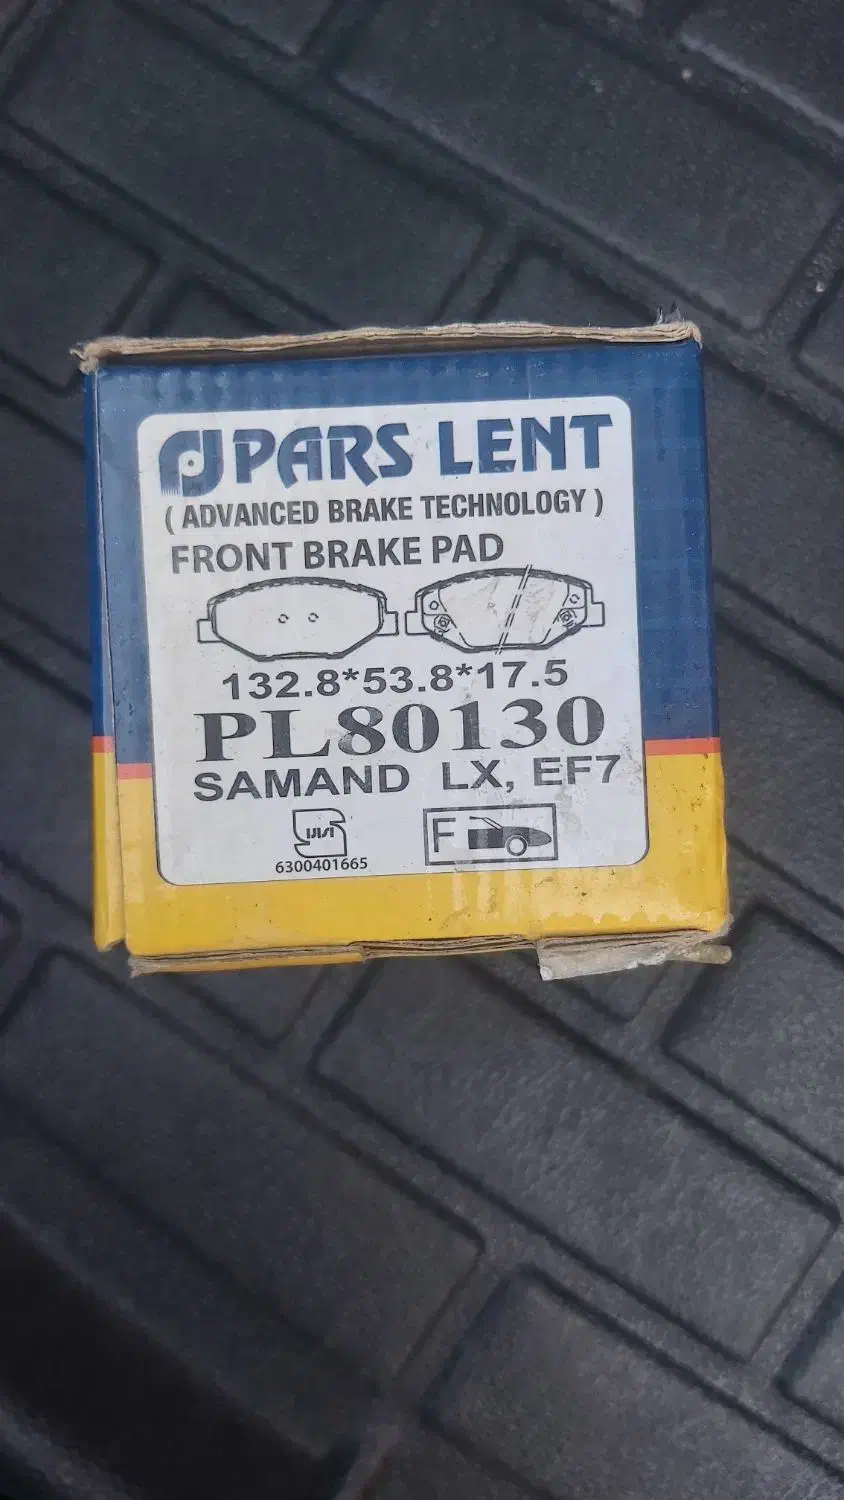 PARS LENT
( ADVANCED BRAKE TECHNOLOGY )
FRONT BRAKE PAD
132.8*53.8*17.5
PL80130
SAMAND LX, EF7
6300401665
F